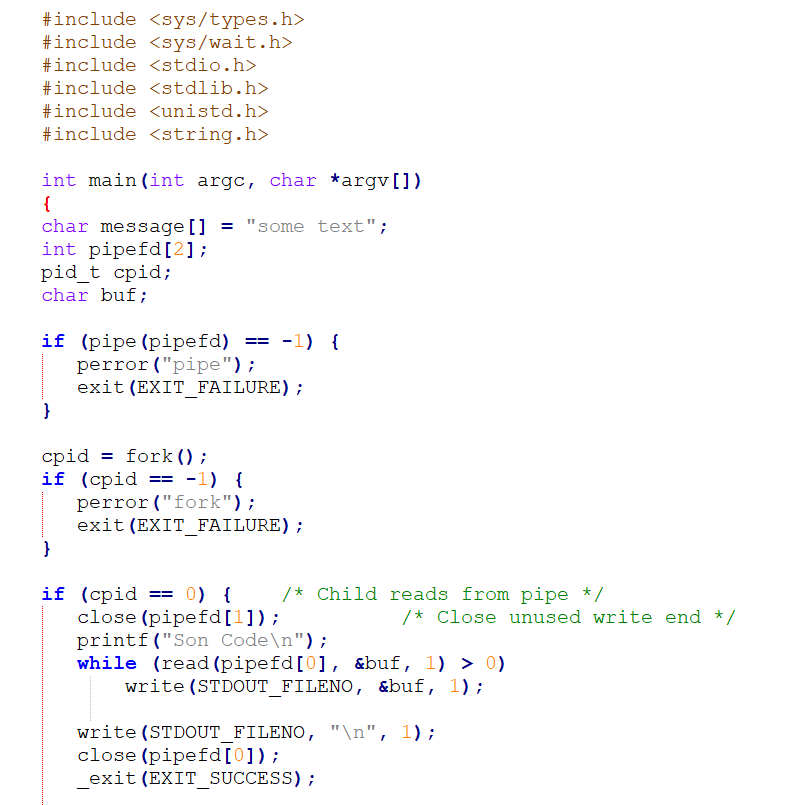 #include <sys/types.h>
#include <sys/wait.h>
#include <stdio.h>
#include <stdlib.h>
#include <unistd.h>
#include <string.h>

int main(int argc, char *argv[])
{
char message[] = "some text";
int pipefd[2];
pid_t cpid;
char buf;

if (pipe(pipefd) == -1) {
   perror("pipe");
   exit(EXIT_FAILURE);
}

cpid = fork();
if (cpid == -1) {
   perror("fork");
   exit(EXIT_FAILURE);
}

if (cpid == 0) {    /* Child reads from pipe */
   close(pipefd[1]);          /* Close unused write end */
   printf("Son Code\n");
   while (read(pipefd[0], &buf, 1) > 0)
       write(STDOUT_FILENO, &buf, 1);

   write(STDOUT_FILENO, "\n", 1);
   close(pipefd[0]);
   _exit(EXIT_SUCCESS);